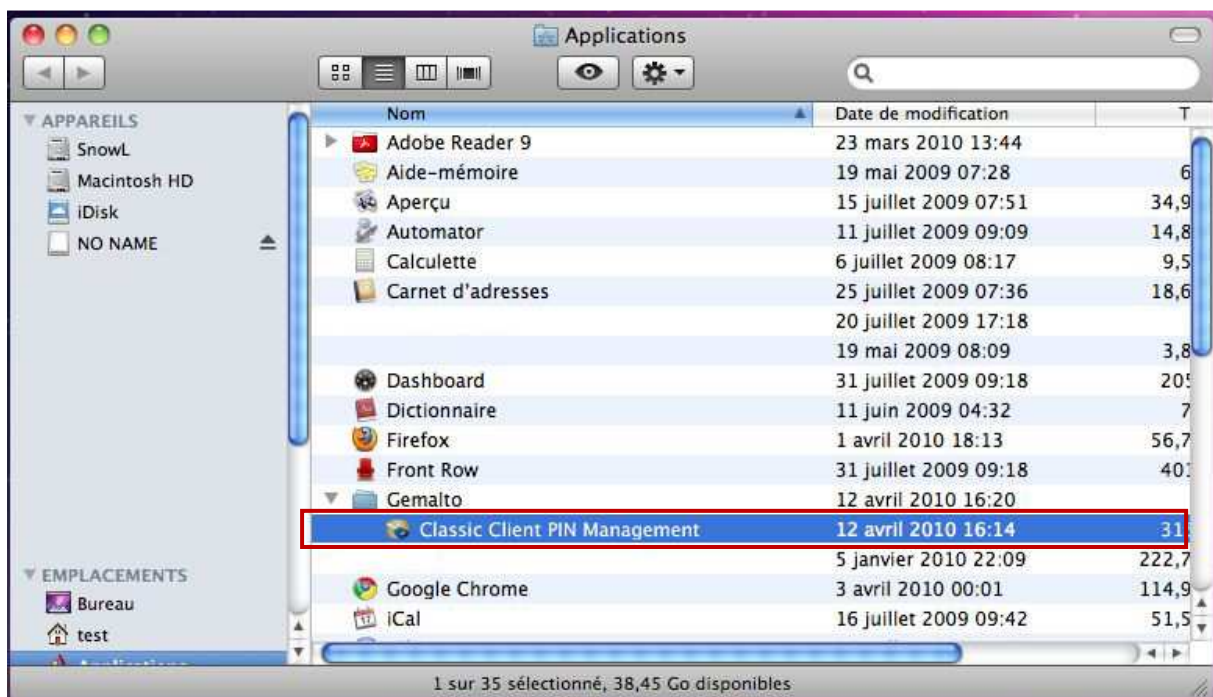 Applications
APPAREILS
SnowL
Macintosh HD
iDisk
NO NAME
EMPLACEMENTS
Bureau
test
Applications
Nom Date de modification T
Adobe Reader 9 23 mars 2010 13:44
Aide-mémoire 19 mai 2009 07:28 6
Aperçu 15 juillet 2009 07:51 34,9
Automator 11 juillet 2009 09:09 14,8
Calculette 6 juillet 2009 08:17 9,5
Carnet d'adresses 25 juillet 2009 07:36 18,6
20 juillet 2009 17:18
19 mai 2009 08:09 3,8
Dashboard 31 juillet 2009 09:18 205
Dictionnaire 11 juin 2009 04:32 7
Firefox 1 avril 2010 18:13 56,7
Front Row 31 juillet 2009 09:18 401
Gemalto 12 avril 2010 16:20
Classic Client PIN Management 12 avril 2010 16:14 31
5 janvier 2010 22:09 222,7
Google Chrome 3 avril 2010 00:01 114,9
iCal 16 juillet 2009 09:42 51,5
1 sur 35 sélectionné, 38,45 Go disponibles